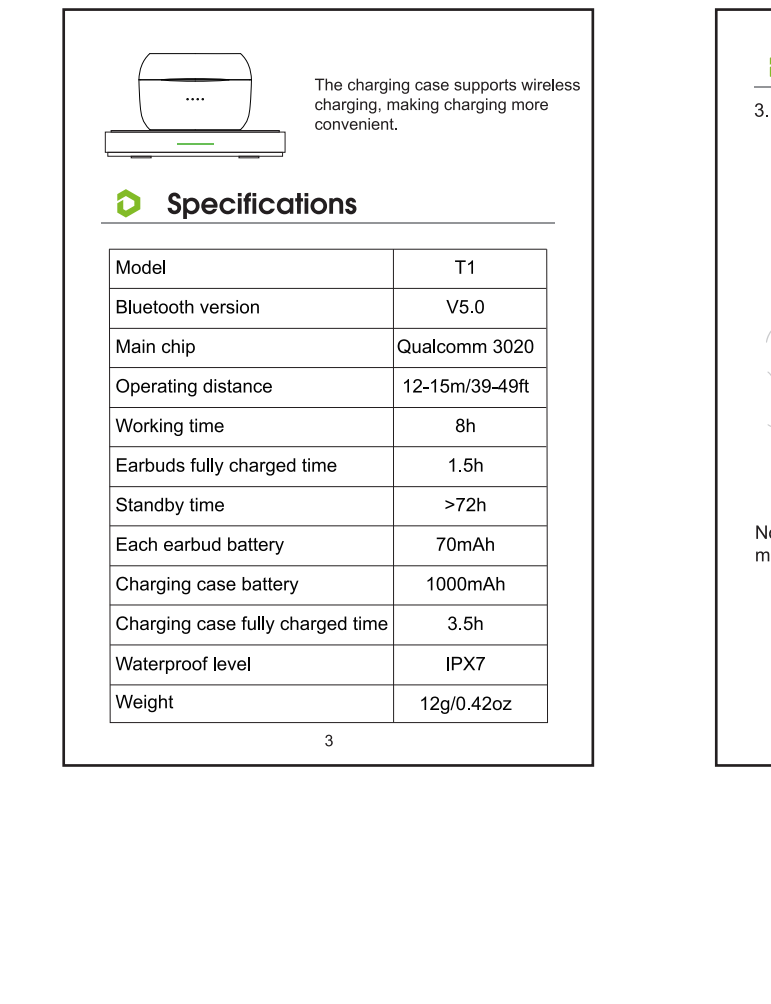 The charging case supports wireless
charging, making charging more
convenient.
Specifications
Model T1
Bluetooth version V5.0
Main chip Qualcomm 3020
Operating distance 12-15m/39-49ft
Working time 8h
Earbuds fully charged time 1.5h
Standby time >72h
Each earbud battery 70mAh
Charging case battery 1000mAh
Charging case fully charged time 3.5h
Waterproof level IPX7
Weight 12g/0.42oz
3
3.